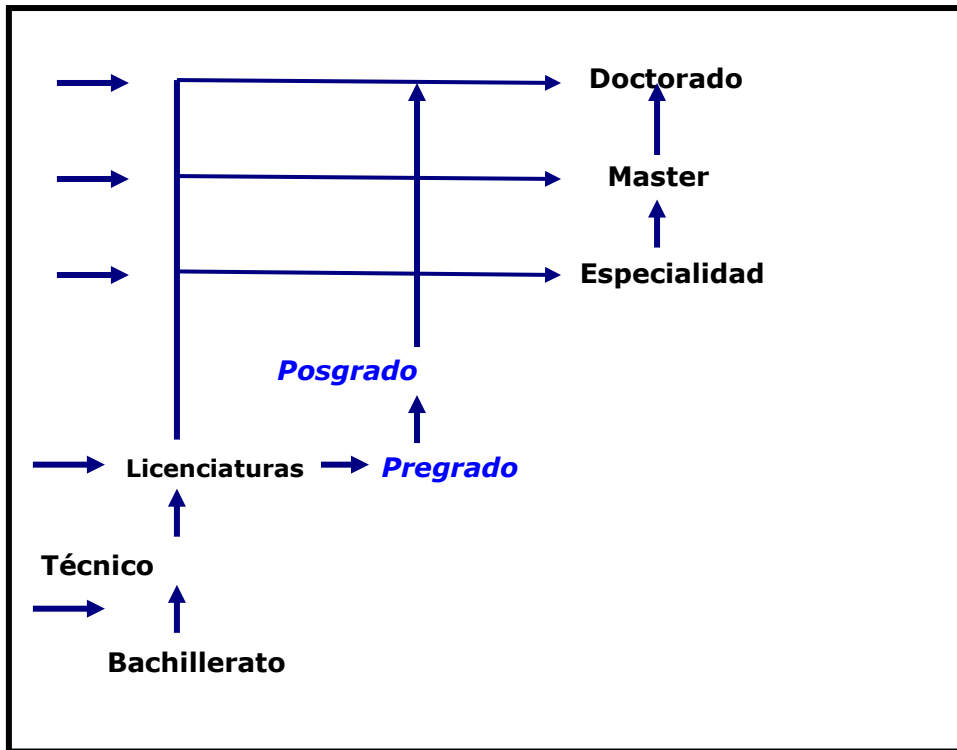 Doctorado
Master
Especialidad
Posgrado
Licenciaturas
Pregrado
Técnico
Bachillerato